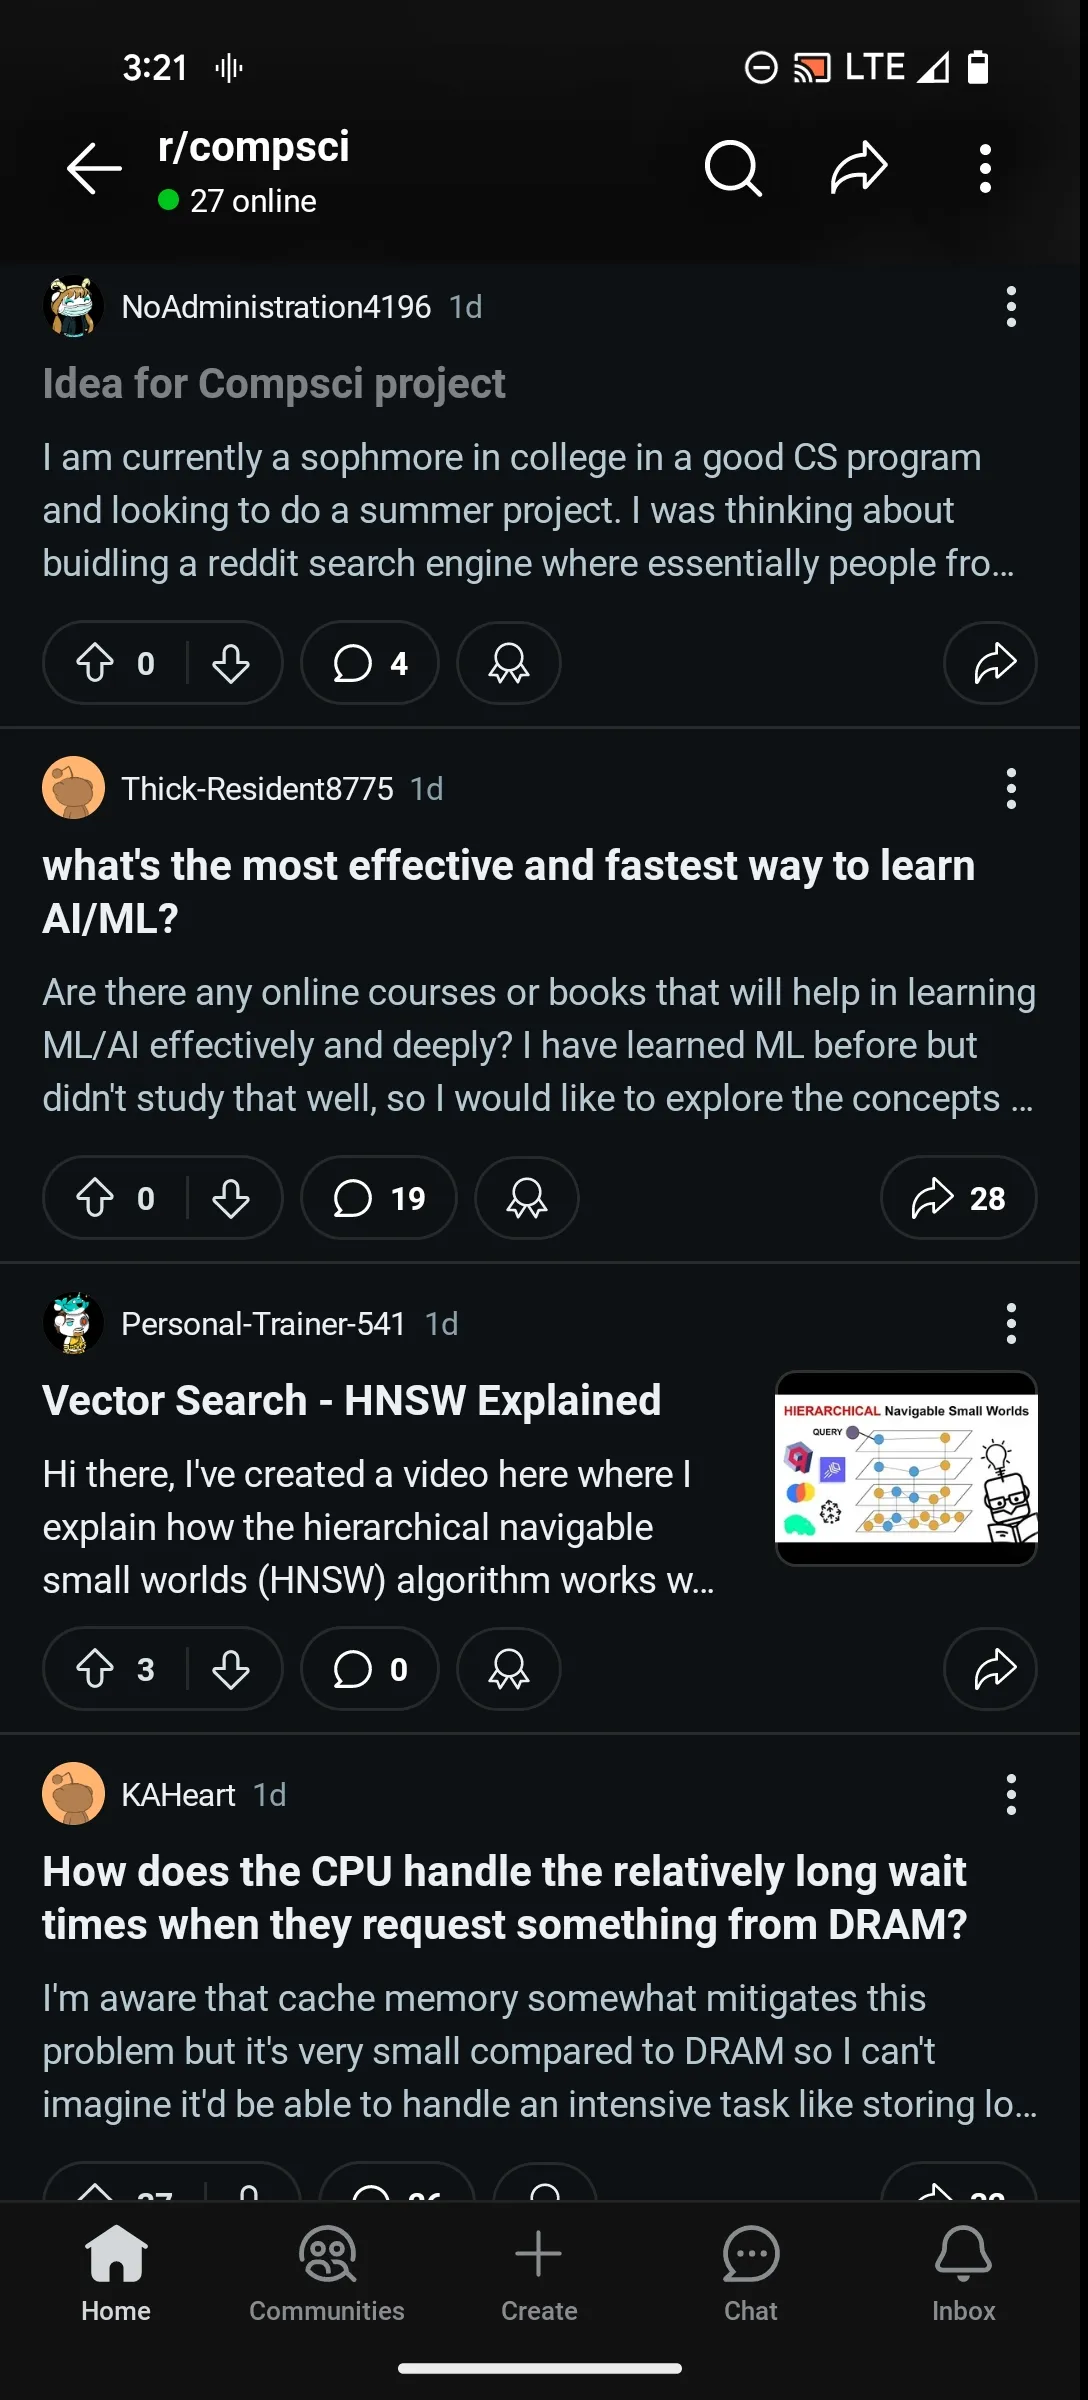 3:21
LTE
r/compsci
27 online
NoAdministration4196 1d
Idea for Compsci project
I am currently a sophmore in college in a good CS program
and looking to do a summer project. I was thinking about
buidling a reddit search engine where essentially people fro...
0
4
Thick-Resident8775 1d
what's the most effective and fastest way to learn
AI/ML?
Are there any online courses or books that will help in learning
ML/AI effectively and deeply? I have learned ML before but
didn't study that well, so I would like to explore the concepts ...
0
19
28
Personal-Trainer-541 1d
Vector Search - HNSW Explained
Hi there, I've created a video here where I
explain how the hierarchical navigable
small worlds (HNSW) algorithm works w...
HIERARCHICAL Navigable Small Worlds
QUERY
3
0
KAHeart 1d
How does the CPU handle the relatively long wait
times when they request something from DRAM?
I'm aware that cache memory somewhat mitigates this
problem but it's very small compared to DRAM so I can't
imagine it'd be able to handle an intensive task like storing lo...
Home
Communities
Create
Chat
Inbox